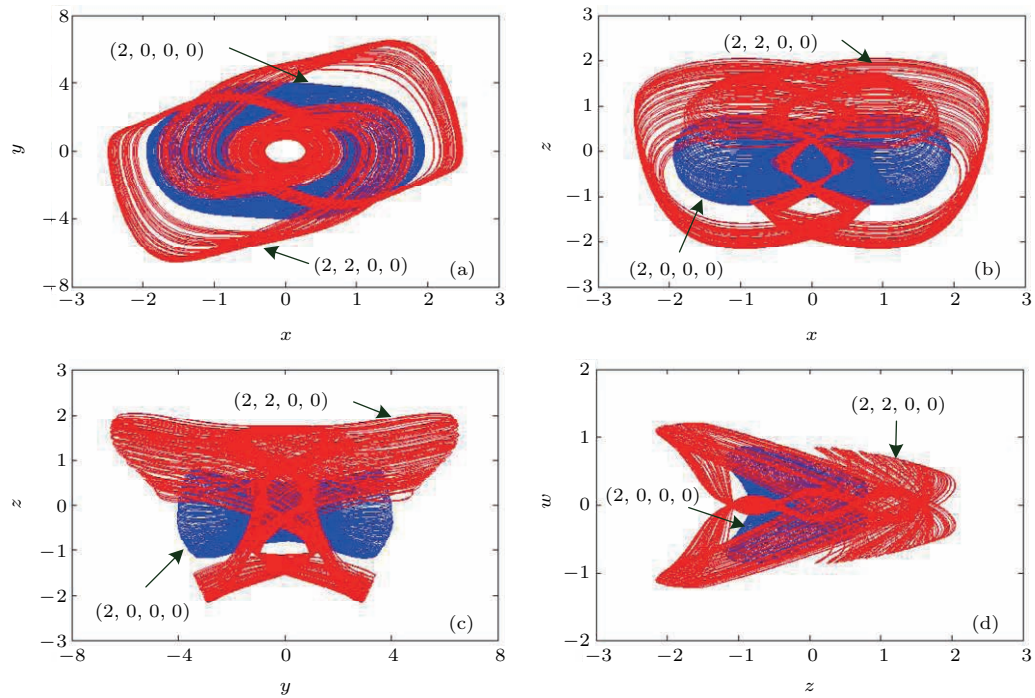 8
(2, 0, 0, 0)
4
y
0
−4
(2, 2, 0, 0)
(a)
−8
−3 −2 −1 0 1 2 3
x
3
(2, 2, 0, 0)
2
1
z
0
−1
−2
(2, 0, 0, 0)
(b)
−3
−3 −2 −1 0 1 2 3
x
3
(2, 2, 0, 0)
2
1
z
0
−1
−2
(2, 0, 0, 0)
(c)
−3
−8 −4 0 4 8
y
2
(2, 2, 0, 0)
1
(2, 0, 0, 0)
w
0
−1
(d)
−2
−3 −2 −1 0 1 2 3
z